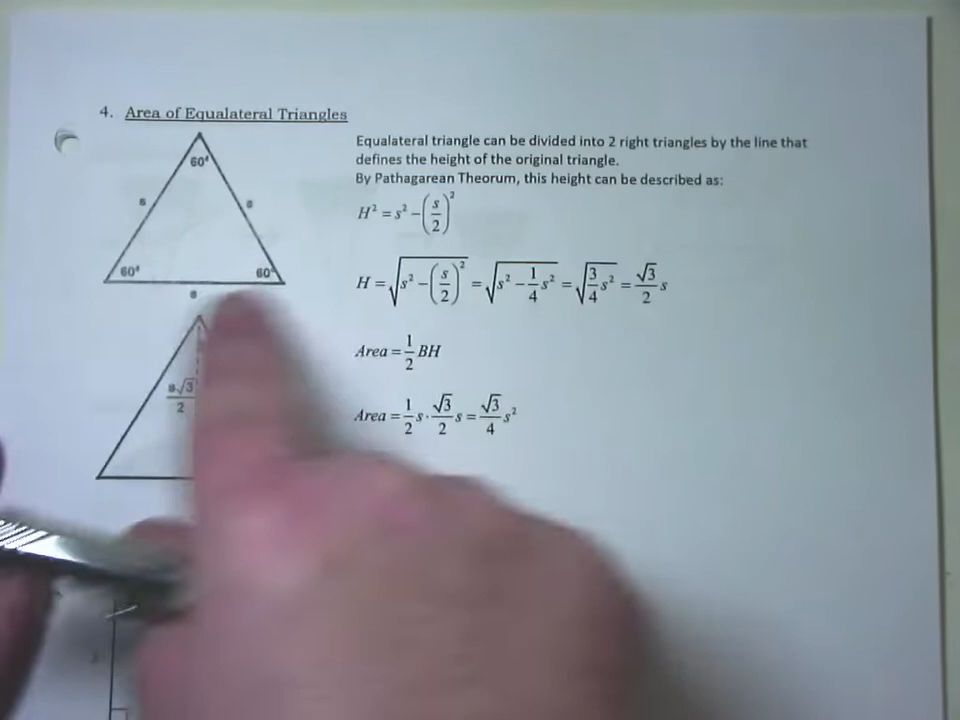 4. Area of Equalateral Triangles
60°
s
s
60°
60°
s
s√3/2
Equalateral triangle can be divided into 2 right triangles by the line that
defines the height of the original triangle.
By Pathagarean Theorum, this height can be described as:
H² = s² - (s/2)²
H = √(s² - (s/2)²) = √(s² - 1/4 s²) = √(3/4 s²) = √3/2 s
Area = 1/2 BH
Area = 1/2 s · √3/2 s = √3/4 s²